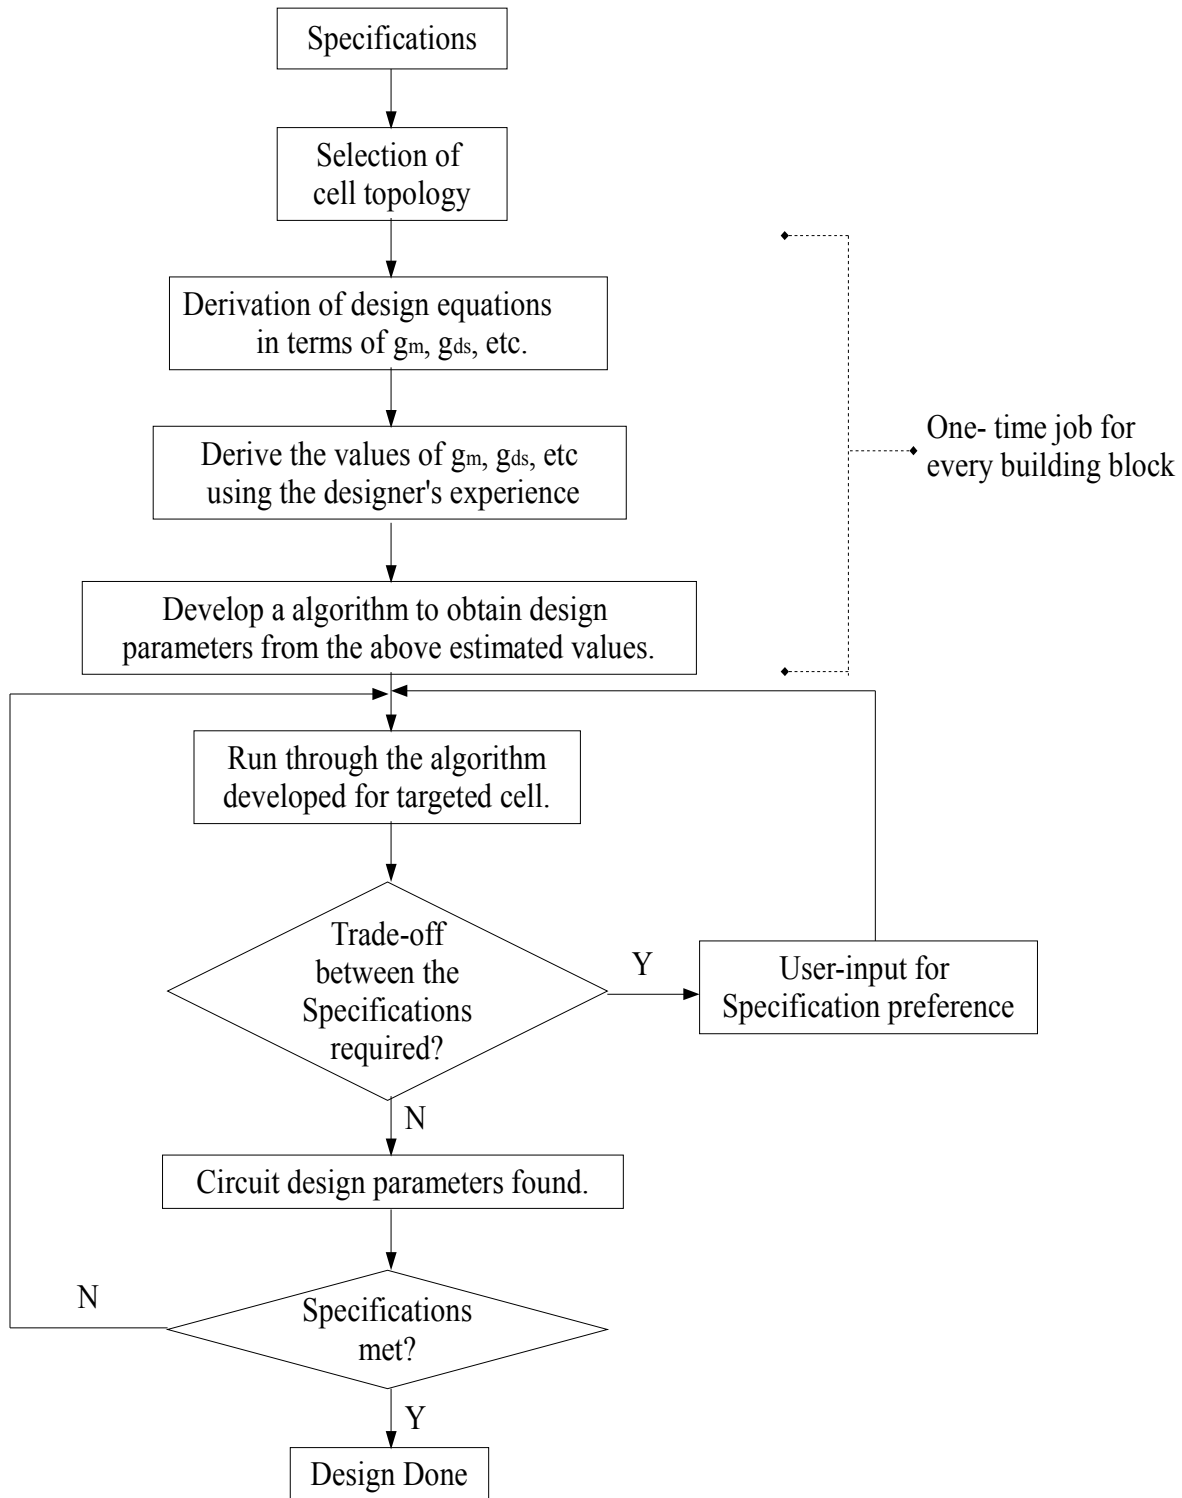 Specifications
Selection of
cell topology
Derivation of design equations
in terms of gm, gds, etc.
Derive the values of gm, gds, etc
using the designer's experience
One- time job for
every building block
Develop a algorithm to obtain design
parameters from the above estimated values.
Run through the algorithm
developed for targeted cell.
Trade-off
between the
Specifications
required?
Y
User-input for
Specification preference
N
Circuit design parameters found.
N
Specifications
met?
Y
Design Done